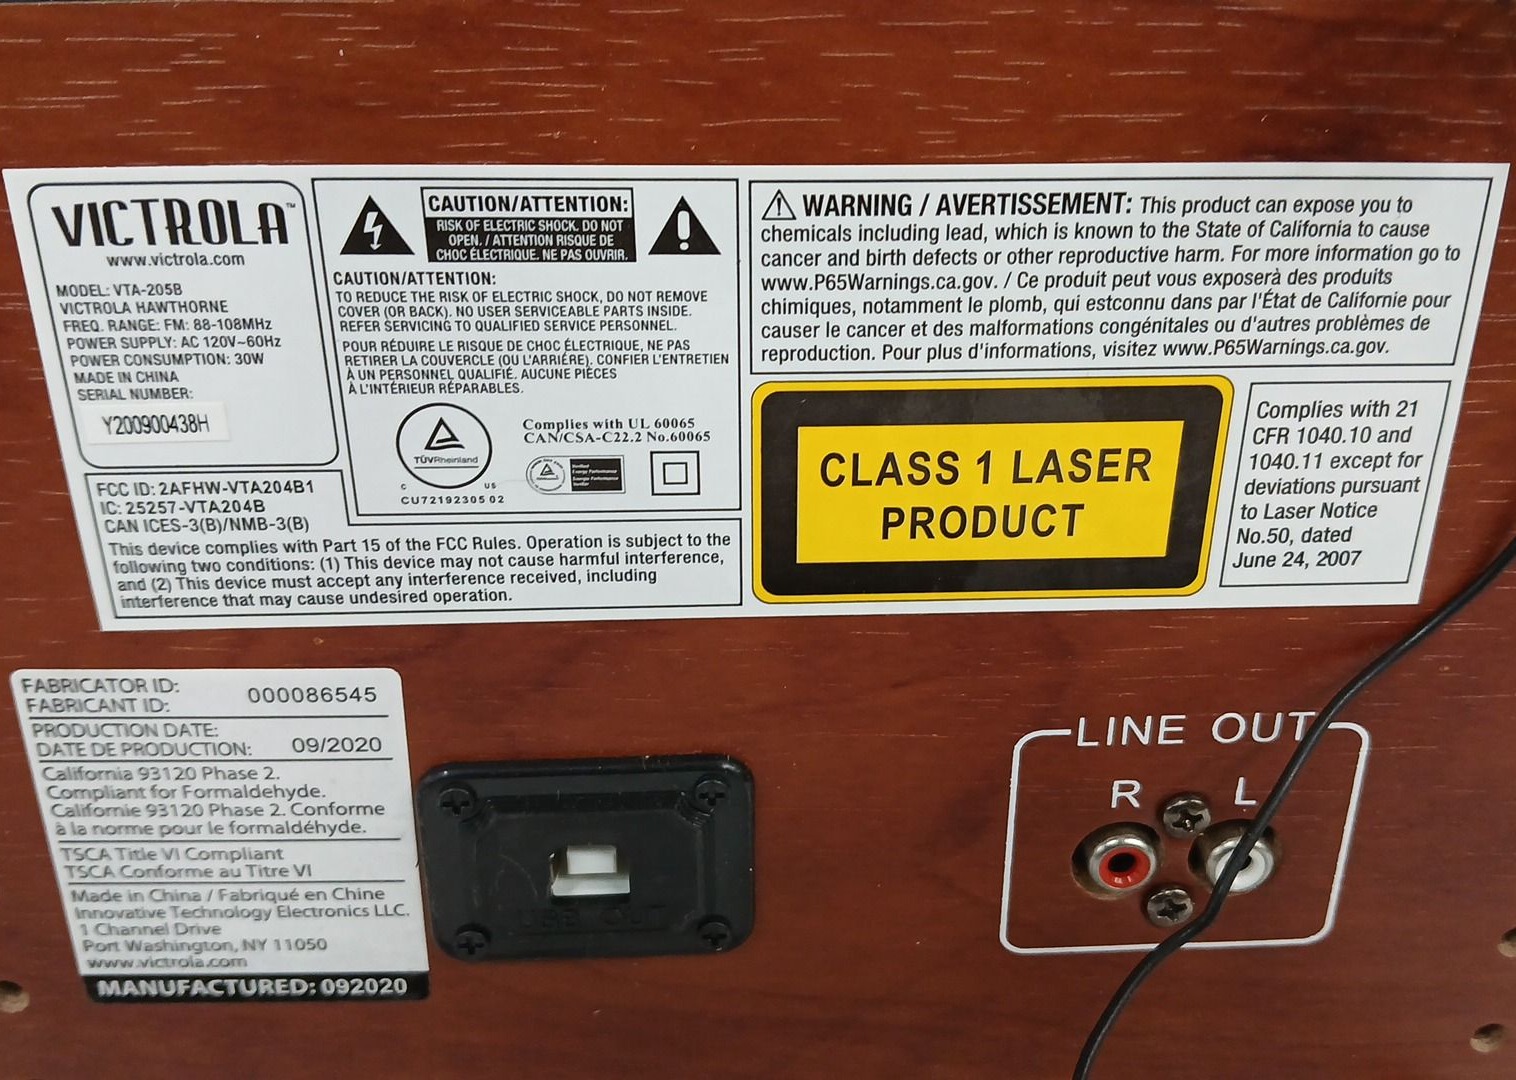 VICTROLA™
www.victrola.com
MODEL: VTA-205B
VICTROLA HAWTHORNE
FREQ. RANGE: FM: 88-108MHz
POWER SUPPLY: AC 120V~60Hz
POWER CONSUMPTION: 30W
MADE IN CHINA
SERIAL NUMBER:
Y200900438H
FCC ID: 2AFHW-VTA204B1
IC: 25257-VTA204B
CAN ICES-3(B)/NMB-3(B)
This device complies with Part 15 of the FCC Rules. Operation is subject to the
following two conditions: (1) This device may not cause harmful interference,
and (2) This device must accept any interference received, including
interference that may cause undesired operation.
CAUTION/ATTENTION:
RISK OF ELECTRIC SHOCK. DO NOT
OPEN. / ATTENTION RISQUE DE
CHOC ÉLECTRIQUE. NE PAS OUVRIR.
CAUTION/ATTENTION:
TO REDUCE THE RISK OF ELECTRIC SHOCK, DO NOT REMOVE
COVER (OR BACK). NO USER SERVICEABLE PARTS INSIDE.
REFER SERVICING TO QUALIFIED SERVICE PERSONNEL.
POUR RÉDUIRE LE RISQUE DE CHOC ÉLECTRIQUE, NE PAS
RETIRER LA COUVERCLE (OU L'ARRIÉRE). CONFIER L'ENTRETIEN
À UN PERSONNEL QUALIFIÉ. AUCUNE PIÈCES
À L'INTÉRIEUR RÉPARABLES.
TÜVRheinland
C US
CU72192305 02
Complies with UL 60065
CAN/CSA-C22.2 No.60065
WARNING / AVERTISSEMENT: This product can expose you to
chemicals including lead, which is known to the State of California to cause
cancer and birth defects or other reproductive harm. For more information go to
www.P65Warnings.ca.gov. / Ce produit peut vous exposerà des produits
chimiques, notamment le plomb, qui estconnu dans par l'État de Californie pour
causer le cancer et des malformations congénitales ou d'autres problèmes de
reproduction. Pour plus d'informations, visitez www.P65Warnings.ca.gov.
CLASS 1 LASER
PRODUCT
Complies with 21
CFR 1040.10 and
1040.11 except for
deviations pursuant
to Laser Notice
No.50, dated
June 24, 2007
FABRICATOR ID:
FABRICANT ID: 000086545
PRODUCTION DATE:
DATE DE PRODUCTION: 09/2020
California 93120 Phase 2.
Compliant for Formaldehyde.
Californie 93120 Phase 2. Conforme
à la norme pour le formaldéhyde.
TSCA Title VI Compliant
TSCA Conforme au Titre VI
Made in China / Fabriqué en Chine
Innovative Technology Electronics LLC.
1 Channel Drive
Port Washington, NY 11050
www.victrola.com
MANUFACTURED: 092020
USB OUT
LINE OUT
R L